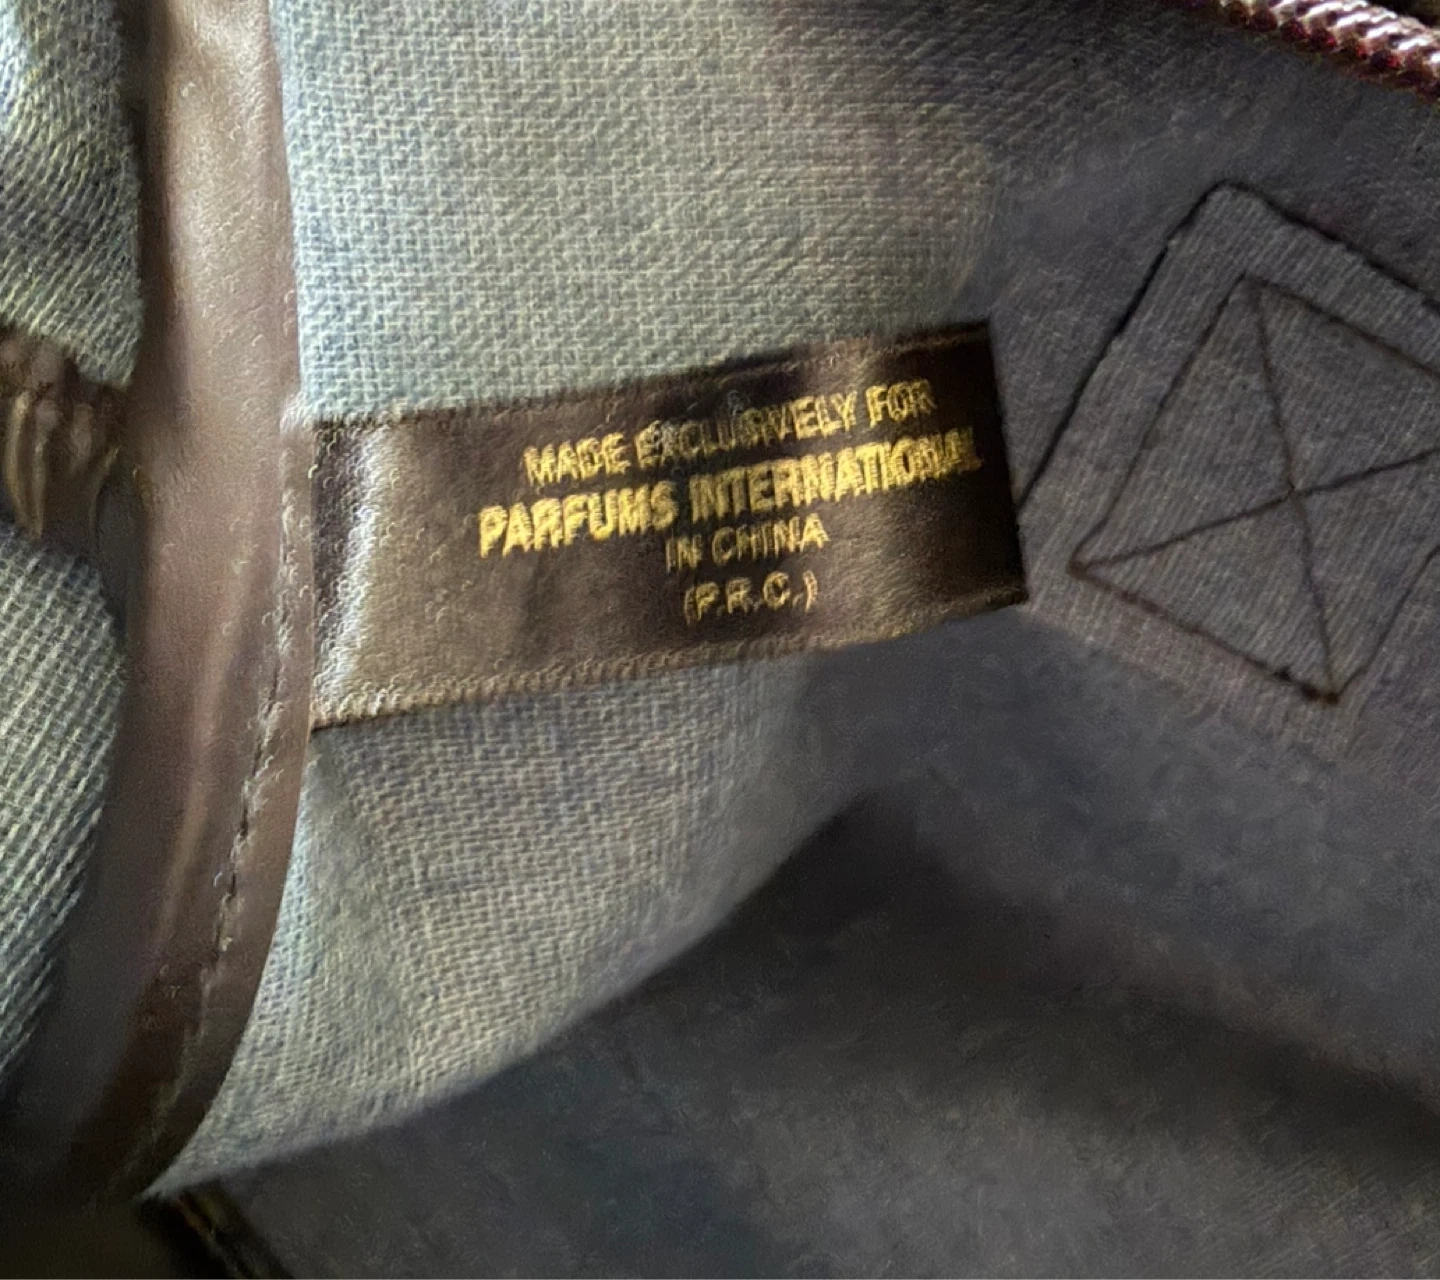 MADE EXCLUSIVELY FOR
PARFUMS INTERNATIONAL
IN CHINA
(P.R.C.)